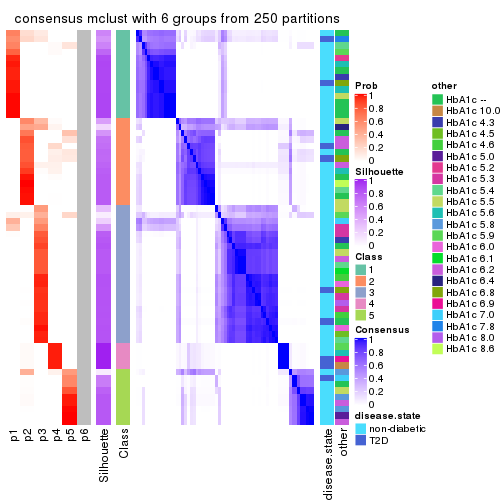 consensus mclust with 6 groups from 250 partitions
p1
p2
p3
p4
p5
p6
Silhouette
Class
disease.state
other
Prob
1
0.8
0.6
0.4
0.2
0
Silhouette
1
0.8
0.6
0.4
0.2
0
Class
1
2
3
4
5
Consensus
1
0.8
0.6
0.4
0.2
0
disease.state
non-diabetic
T2D
other
HbA1c --
HbA1c 10.0
HbA1c 4.3
HbA1c 4.5
HbA1c 4.6
HbA1c 5.0
HbA1c 5.2
HbA1c 5.3
HbA1c 5.4
HbA1c 5.5
HbA1c 5.6
HbA1c 5.8
HbA1c 5.9
HbA1c 6.0
HbA1c 6.1
HbA1c 6.2
HbA1c 6.4
HbA1c 6.8
HbA1c 6.9
HbA1c 7.0
HbA1c 7.8
HbA1c 8.0
HbA1c 8.6